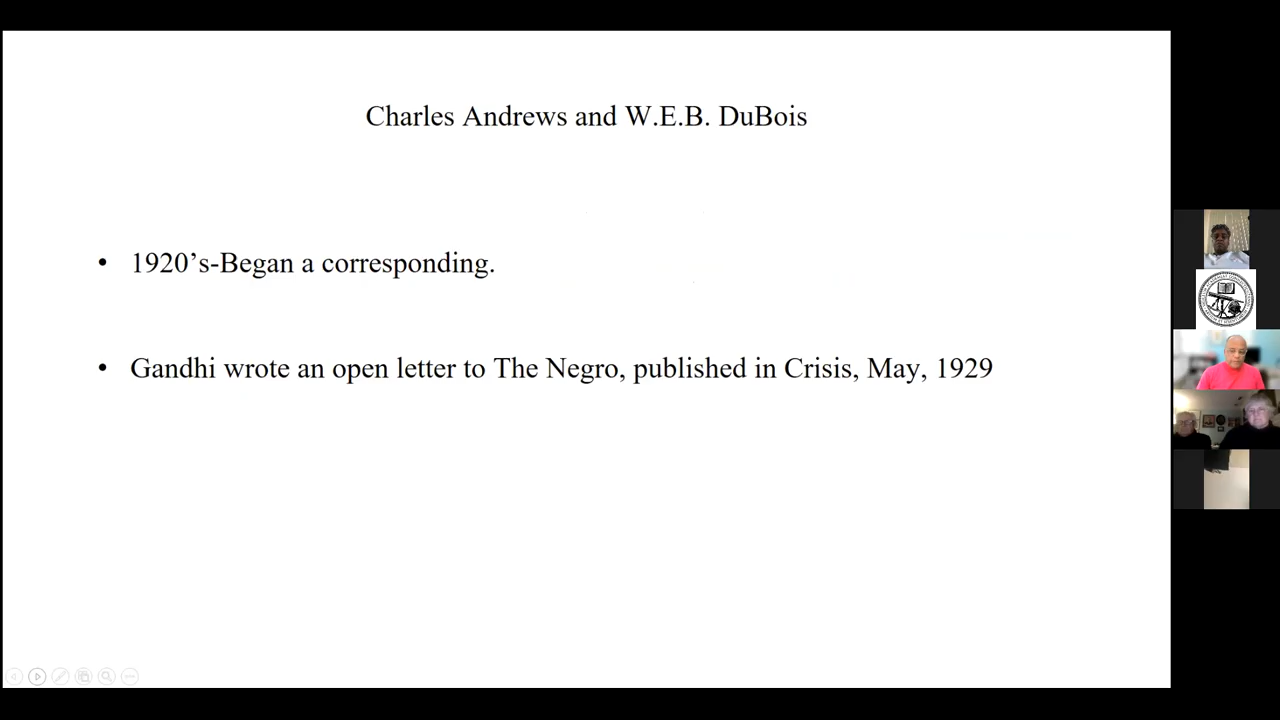 Charles Andrews and W.E.B. DuBois
• 1920’s-Began a corresponding.
• Gandhi wrote an open letter to The Negro, published in Crisis, May, 1929